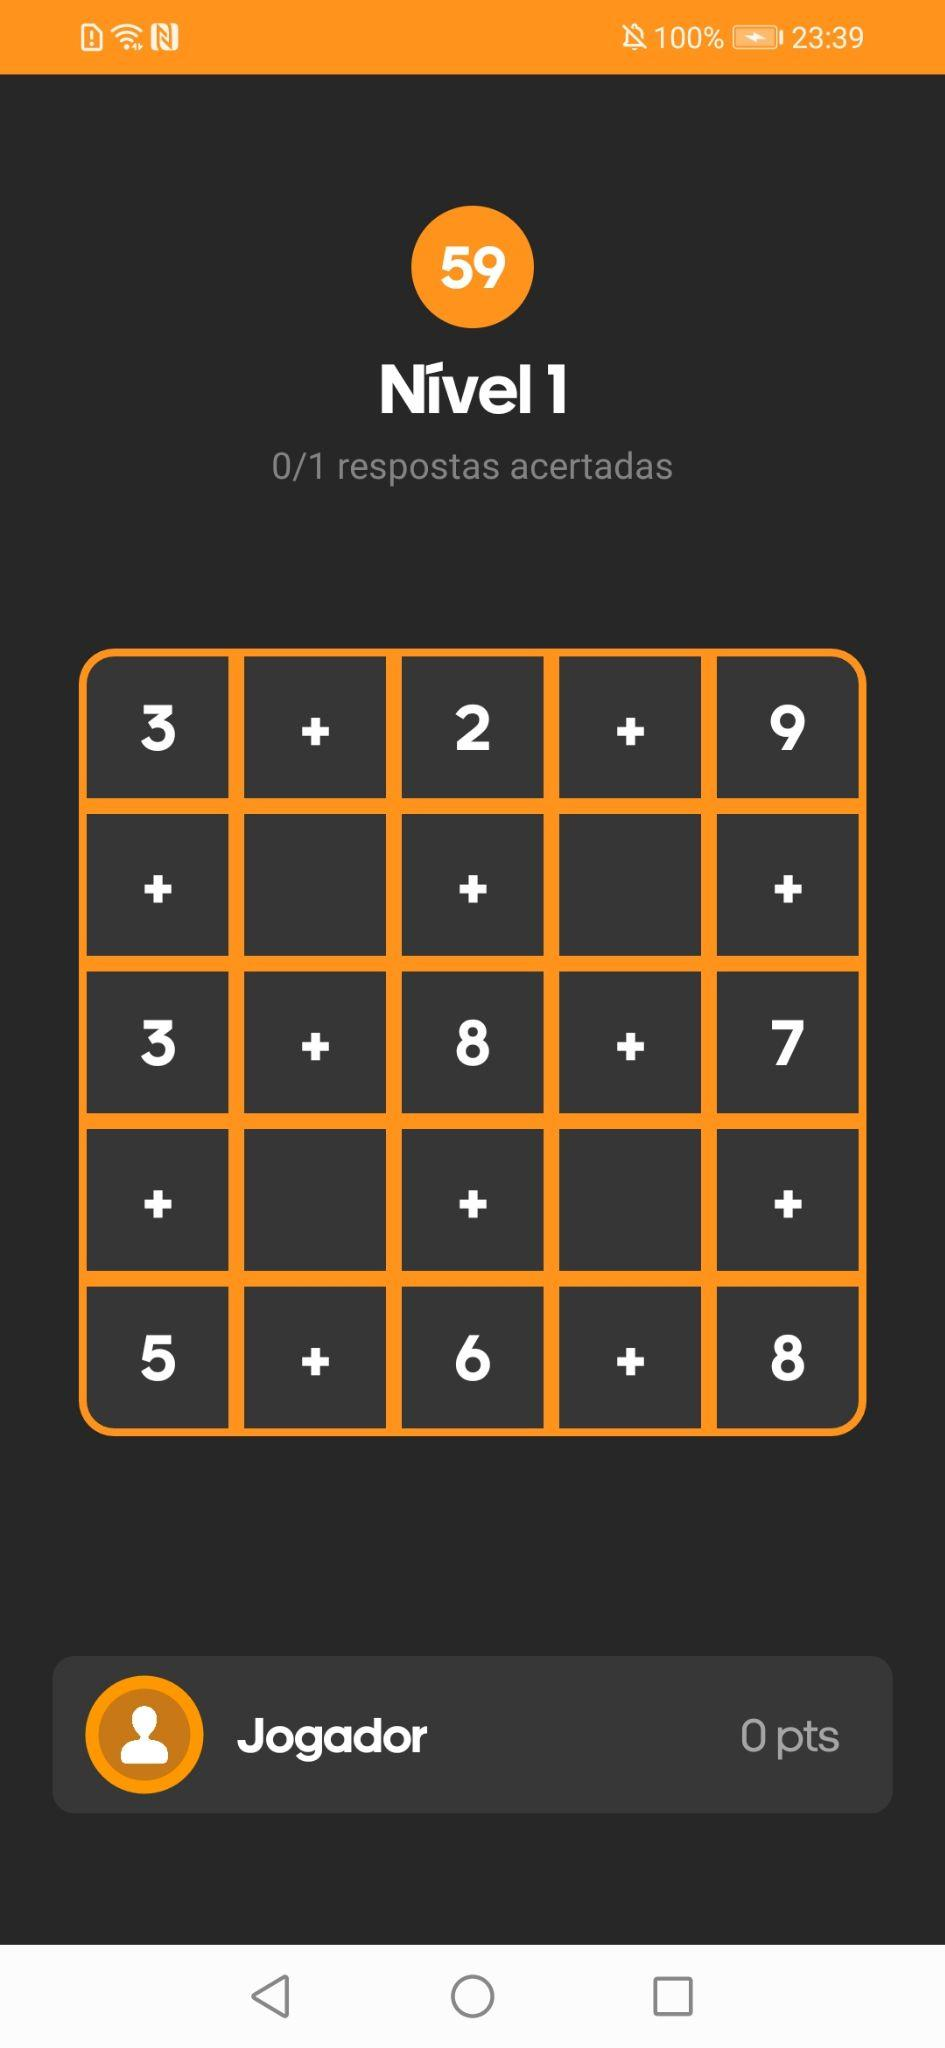 100% 23:39
59
Nível 1
0/1 respostas acertadas
3 + 2 + 9
+ + +
3 + 8 + 7
+ + +
5 + 6 + 8
Jogador 0 pts